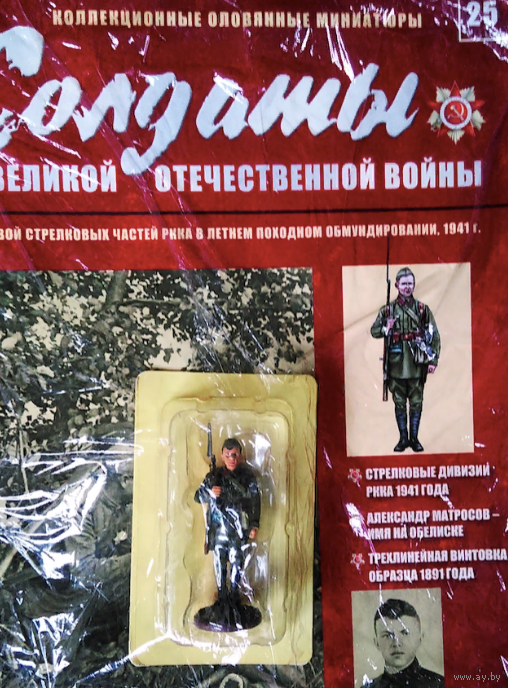 КОЛЛЕКЦИОННЫЕ ОЛОВЯННЫЕ МИНИАТЮРЫ
25
Солдаты
ВЕЛИКОЙ ОТЕЧЕСТВЕННОЙ ВОЙНЫ
СТРЕЛКОВЫХ ЧАСТЕЙ РККА В ЛЕТНЕМ ПОХОДНОМ ОБМУНДИРОВАНИИ, 1941 г.
СТРЕЛКОВЫЕ ДИВИЗИИ
РККА 1941 ГОДА
АЛЕКСАНДР МАТРОСОВ –
ИМЯ НА ОБЕЛИСКЕ
ТРЕХЛИНЕЙНАЯ ВИНТОВКА
ОБРАЗЦА 1891 ГОДА
www.ay.by